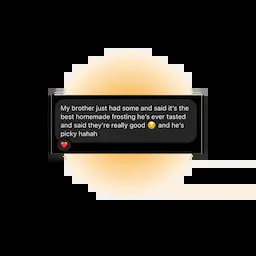 My brother just had some and said it's the
best homemade frosting he's ever tasted
and said they're really good 😋 and he's
picky hahah